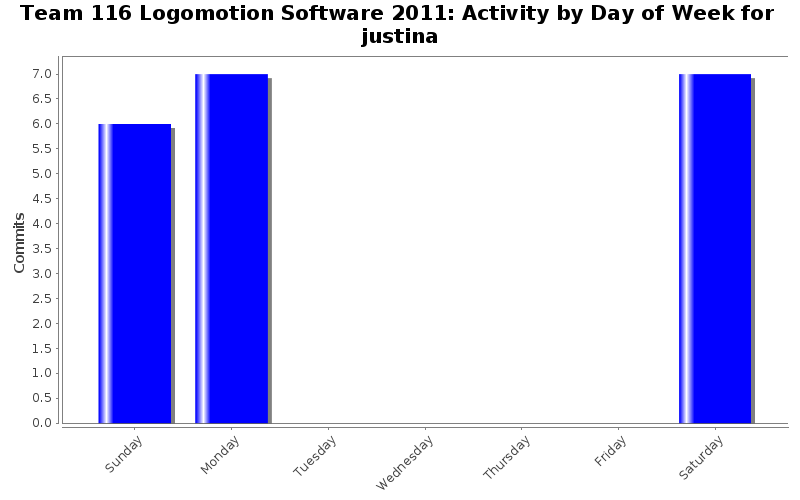 Team 116 Logomotion Software 2011: Activity by Day of Week for
justina
7.0
6.5
6.0
5.5
5.0
4.5
4.0
3.5
3.0
2.5
2.0
1.5
1.0
0.5
0.0
Commits
Sunday
Monday
Tuesday
Wednesday
Thursday
Friday
Saturday